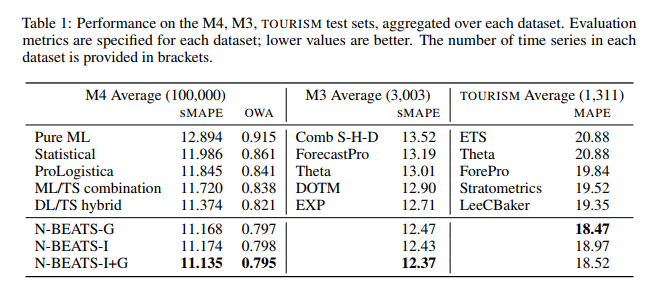 Table 1: Performance on the M4, M3, TOURISM test sets, aggregated over each dataset. Evaluation
metrics are specified for each dataset; lower values are better. The number of time series in each
dataset is provided in brackets.
M4 Average (100,000) M3 Average (3,003) TOURISM Average (1,311)
SMAPE OWA SMAPE MAPE
Pure ML 12.894 0.915 Comb S-H-D 13.52 ETS 20.88
Statistical 11.986 0.861 ForecastPro 13.19 Theta 20.88
ProLogistica 11.845 0.841 Theta 13.01 ForePro 19.84
ML/TS combination 11.720 0.838 DOTM 12.90 Stratometrics 19.52
DL/TS hybrid 11.374 0.821 EXP 12.71 LeeCBaker 19.35
N-BEATS-G 11.168 0.797 12.47 18.47
N-BEATS-I 11.174 0.798 12.43 18.97
N-BEATS-I+G 11.135 0.795 12.37 18.52